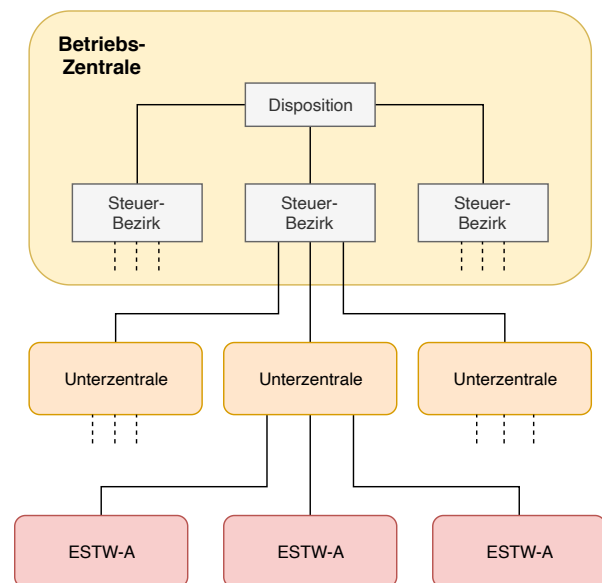 Betriebs-
Zentrale
Disposition
Steuer-
Bezirk
Steuer-
Bezirk
Steuer-
Bezirk
Unterzentrale
Unterzentrale
Unterzentrale
ESTW-A
ESTW-A
ESTW-A